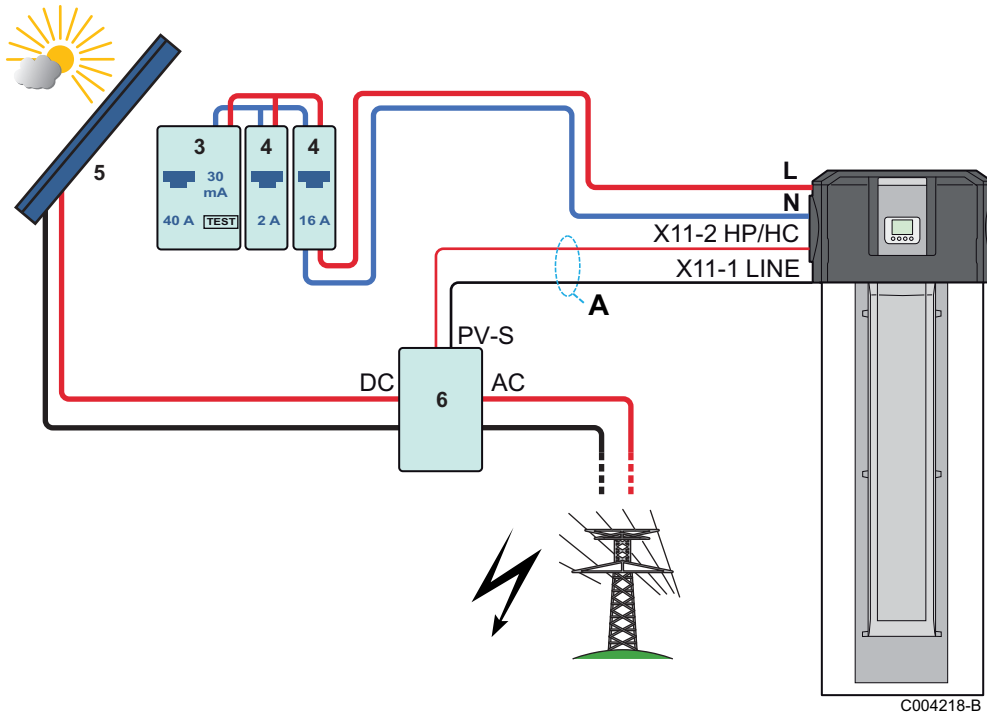 5
3
30
mA
40 A
TEST
4
2 A
4
16 A
L
N
X11-2 HP/HC
X11-1 LINE
A
PV-S
DC
6
AC
C004218-B